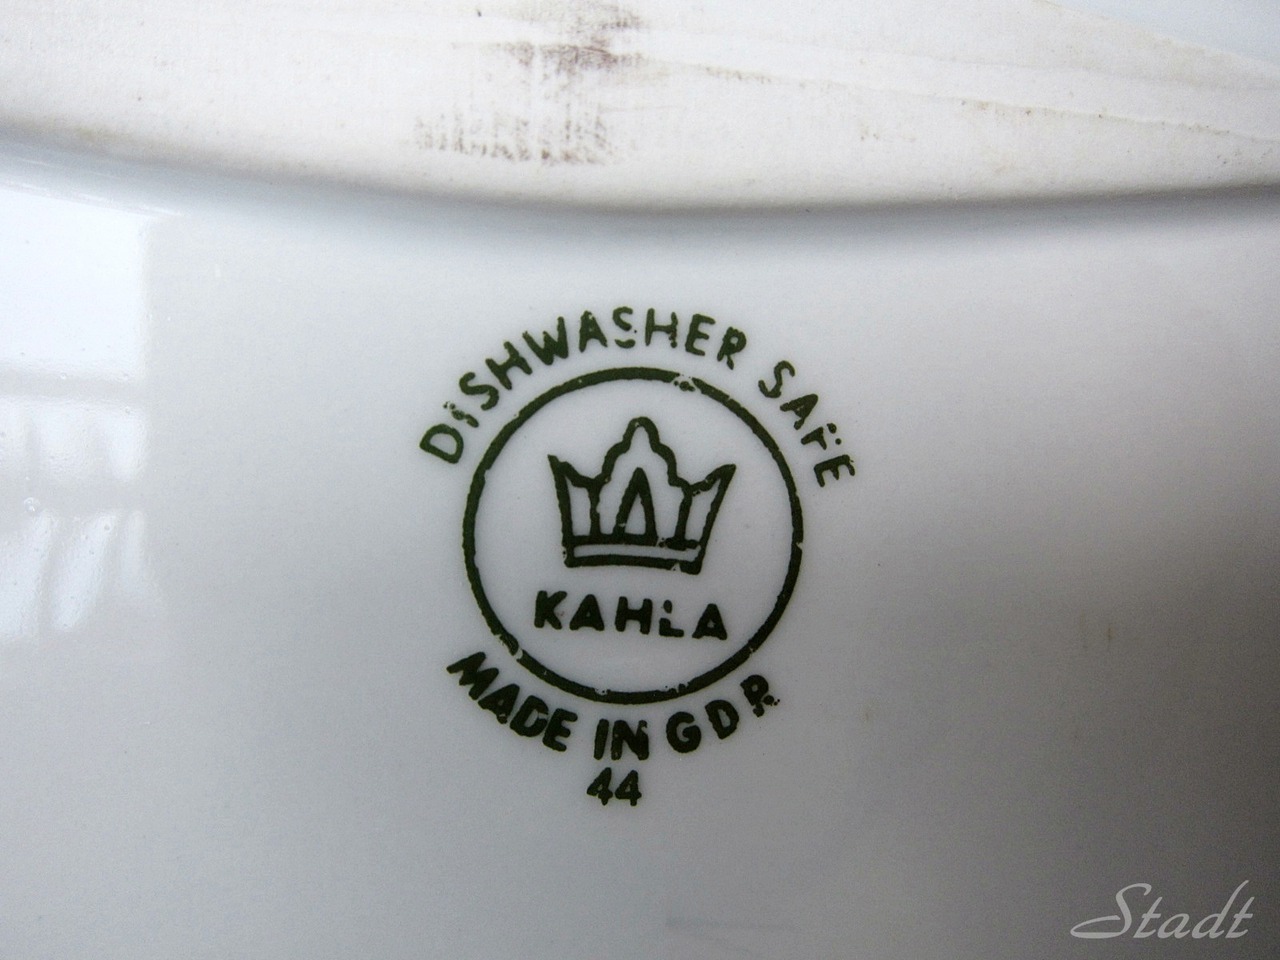 DISHWASHER SAFE
KAHLA
MADE IN GDR
44
Stadt